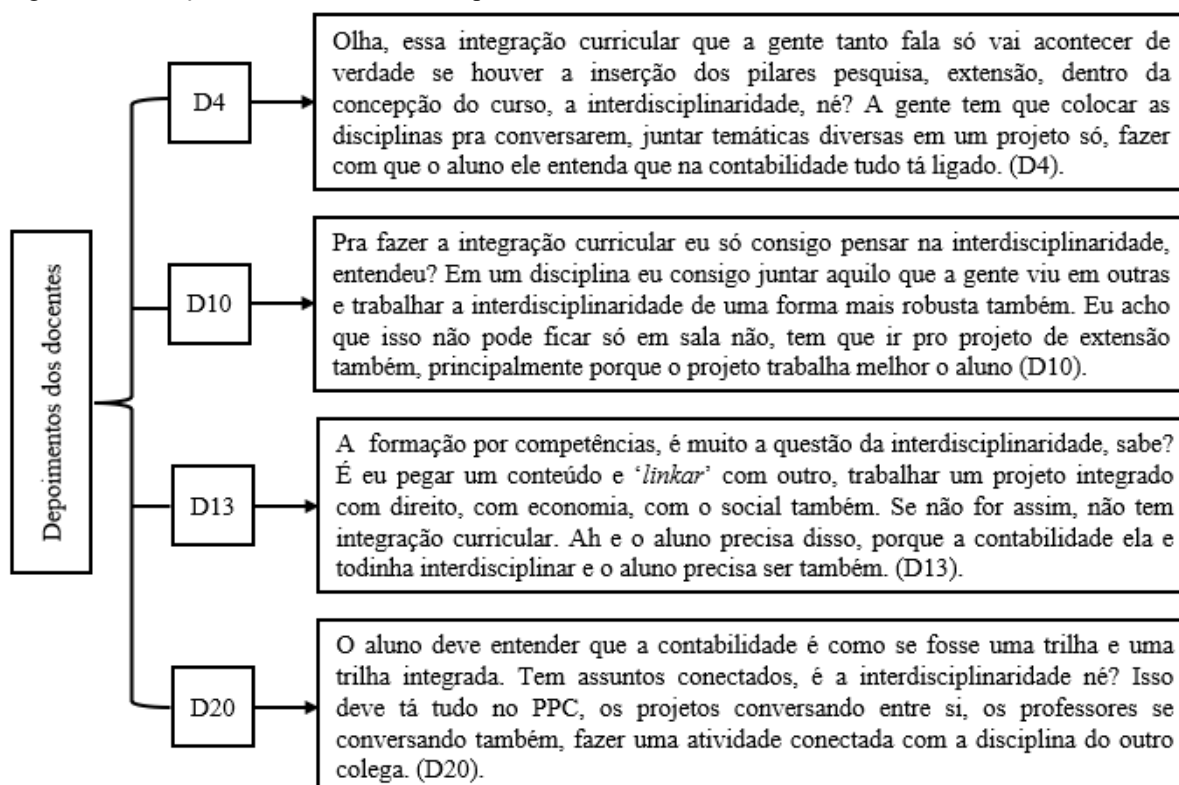 Depoimentos dos docentes
D4
Olha, essa integração curricular que a gente tanto fala só vai acontecer de
verdade se houver a inserção dos pilares pesquisa, extensão, dentro da
concepção do curso, a interdisciplinaridade, né? A gente tem que colocar as
disciplinas pra conversarem, juntar temáticas diversas em um projeto só, fazer
com que o aluno ele entenda que na contabilidade tudo tá ligado. (D4).
D10
Pra fazer a integração curricular eu só consigo pensar na interdisciplinaridade,
entendeu? Em um disciplina eu consigo juntar aquilo que a gente viu em outras
e trabalhar a interdisciplinaridade de uma forma mais robusta também. Eu acho
que isso não pode ficar só em sala não, tem que ir pro projeto de extensão
também, principalmente porque o projeto trabalha melhor o aluno (D10).
D13
A formação por competências, é muito a questão da interdisciplinaridade, sabe?
É eu pegar um conteúdo e ‘linkar’ com outro, trabalhar um projeto integrado
com direito, com economia, com o social também. Se não for assim, não tem
integração curricular. Ah e o aluno precisa disso, porque a contabilidade ela e
todinha interdisciplinar e o aluno precisa ser também. (D13).
D20
O aluno deve entender que a contabilidade é como se fosse uma trilha e uma
trilha integrada. Tem assuntos conectados, é a interdisciplinaridade né? Isso
deve tá tudo no PPC, os projetos conversando entre si, os professores se
conversando também, fazer uma atividade conectada com a disciplina do outro
colega. (D20).